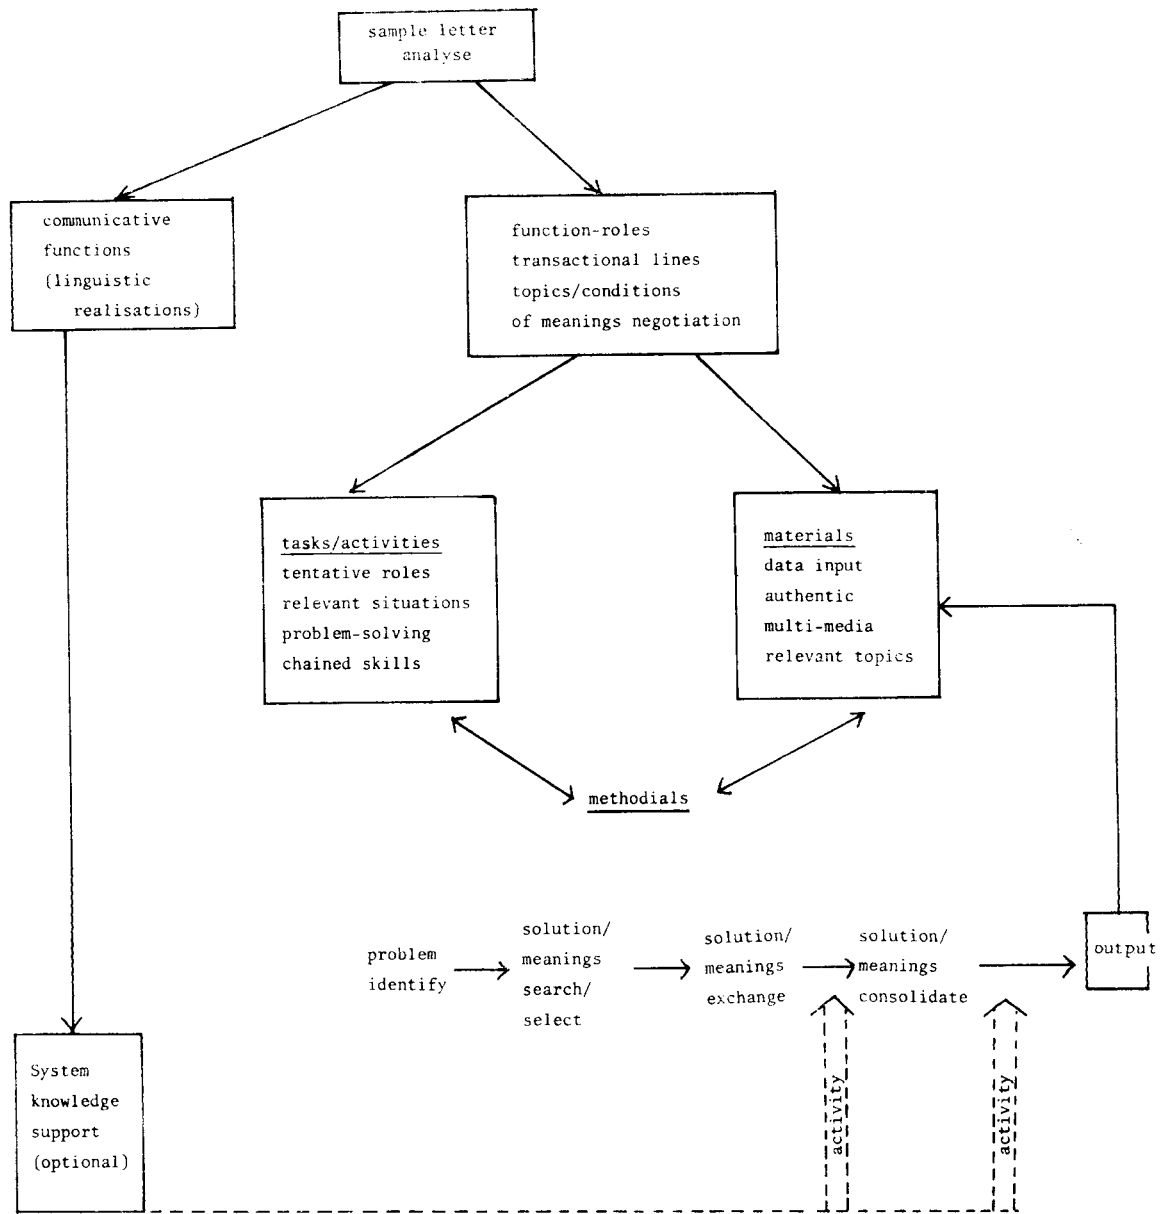 sample letter
analyse
communicative
functions
(linguistic
realisations)
function-roles
transactional lines
topics/conditions
of meanings negotiation
tasks/activities
tentative roles
relevant situations
problem-solving
chained skills
materials
data input
authentic
multi-media
relevant topics
methodials
problem
identify
solution/
meanings
search/
select
solution/
meanings
exchange
solution/
meanings
consolidate
output
System
knowledge
support
(optional)
activity
activity